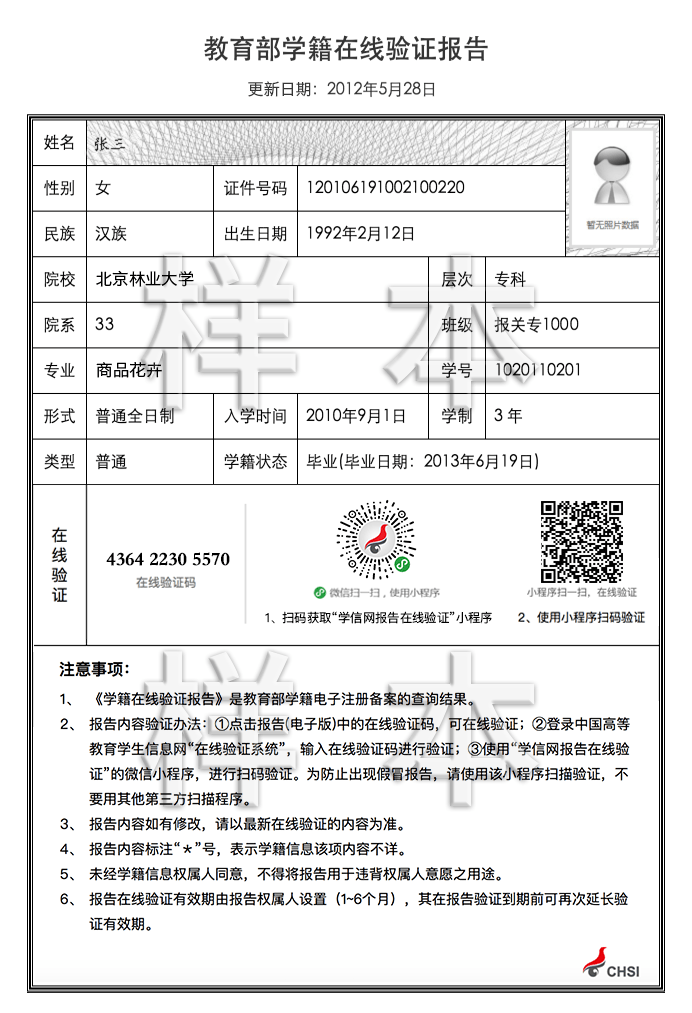 教育部学籍在线验证报告
更新日期：2012年5月28日
姓名 张三
性别 女 证件号码 120106191002100220
暂无照片数据
民族 汉族 出生日期 1992年2月12日
院校 北京林业大学 层次 专科
院系 33 班级 报关专1000
专业 商品花卉 学号 1020110201
形式 普通全日制 入学时间 2010年9月1日 学制 3 年
类型 普通 学籍状态 毕业(毕业日期：2013年6月19日)
样本
在线验证
4364 2230 5570
在线验证码
微信扫一扫，使用小程序
1、扫码获取“学信网报告在线验证”小程序
小程序扫一扫，在线验证
2、使用小程序扫码验证
注意事项：
1、 《学籍在线验证报告》是教育部学籍电子注册备案的查询结果。
2、 报告内容验证办法：①点击报告(电子版)中的在线验证码，可在线验证；②登录中国高等
教育学生信息网“在线验证系统”，输入在线验证码进行验证；③使用“学信网报告在线验
证”的微信小程序，进行扫码验证。为防止出现假冒报告，请使用该小程序扫描验证，不
要用其他第三方扫描程序。
3、 报告内容如有修改，请以最新在线验证的内容为准。
4、 报告内容标注“＊”号，表示学籍信息该项内容不详。
5、 未经学籍信息权属人同意，不得将报告用于违背权属人意愿之用途。
6、 报告在线验证有效期由报告权属人设置（1~6个月），其在报告验证到期前可再次延长验
证有效期。
样本
CHSI